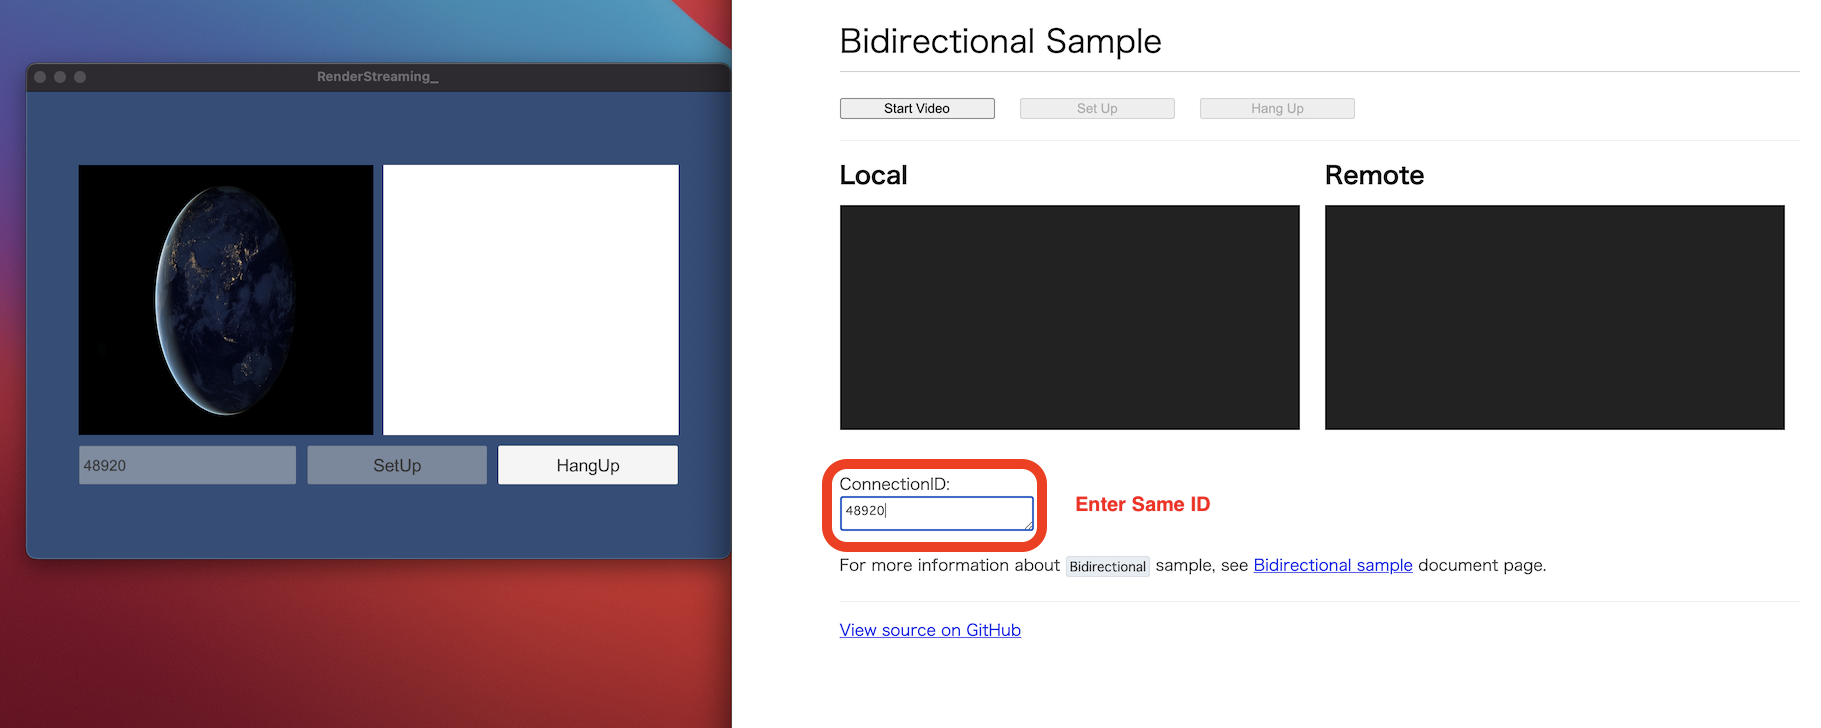 RenderStreaming_
48920
SetUp
HangUp
Bidirectional Sample
Start Video
Set Up
Hang Up
Local
Remote
ConnectionID:
48920
Enter Same ID
For more information about Bidirectional sample, see Bidirectional sample document page.
View source on GitHub